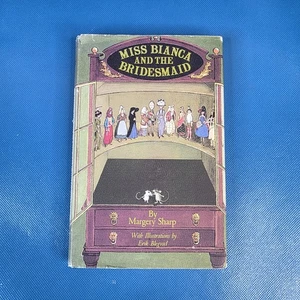 MISS BIANCA
AND THE
BRIDESMAID
By
Margery Sharp
With Illustrations by
Erik Blegvad